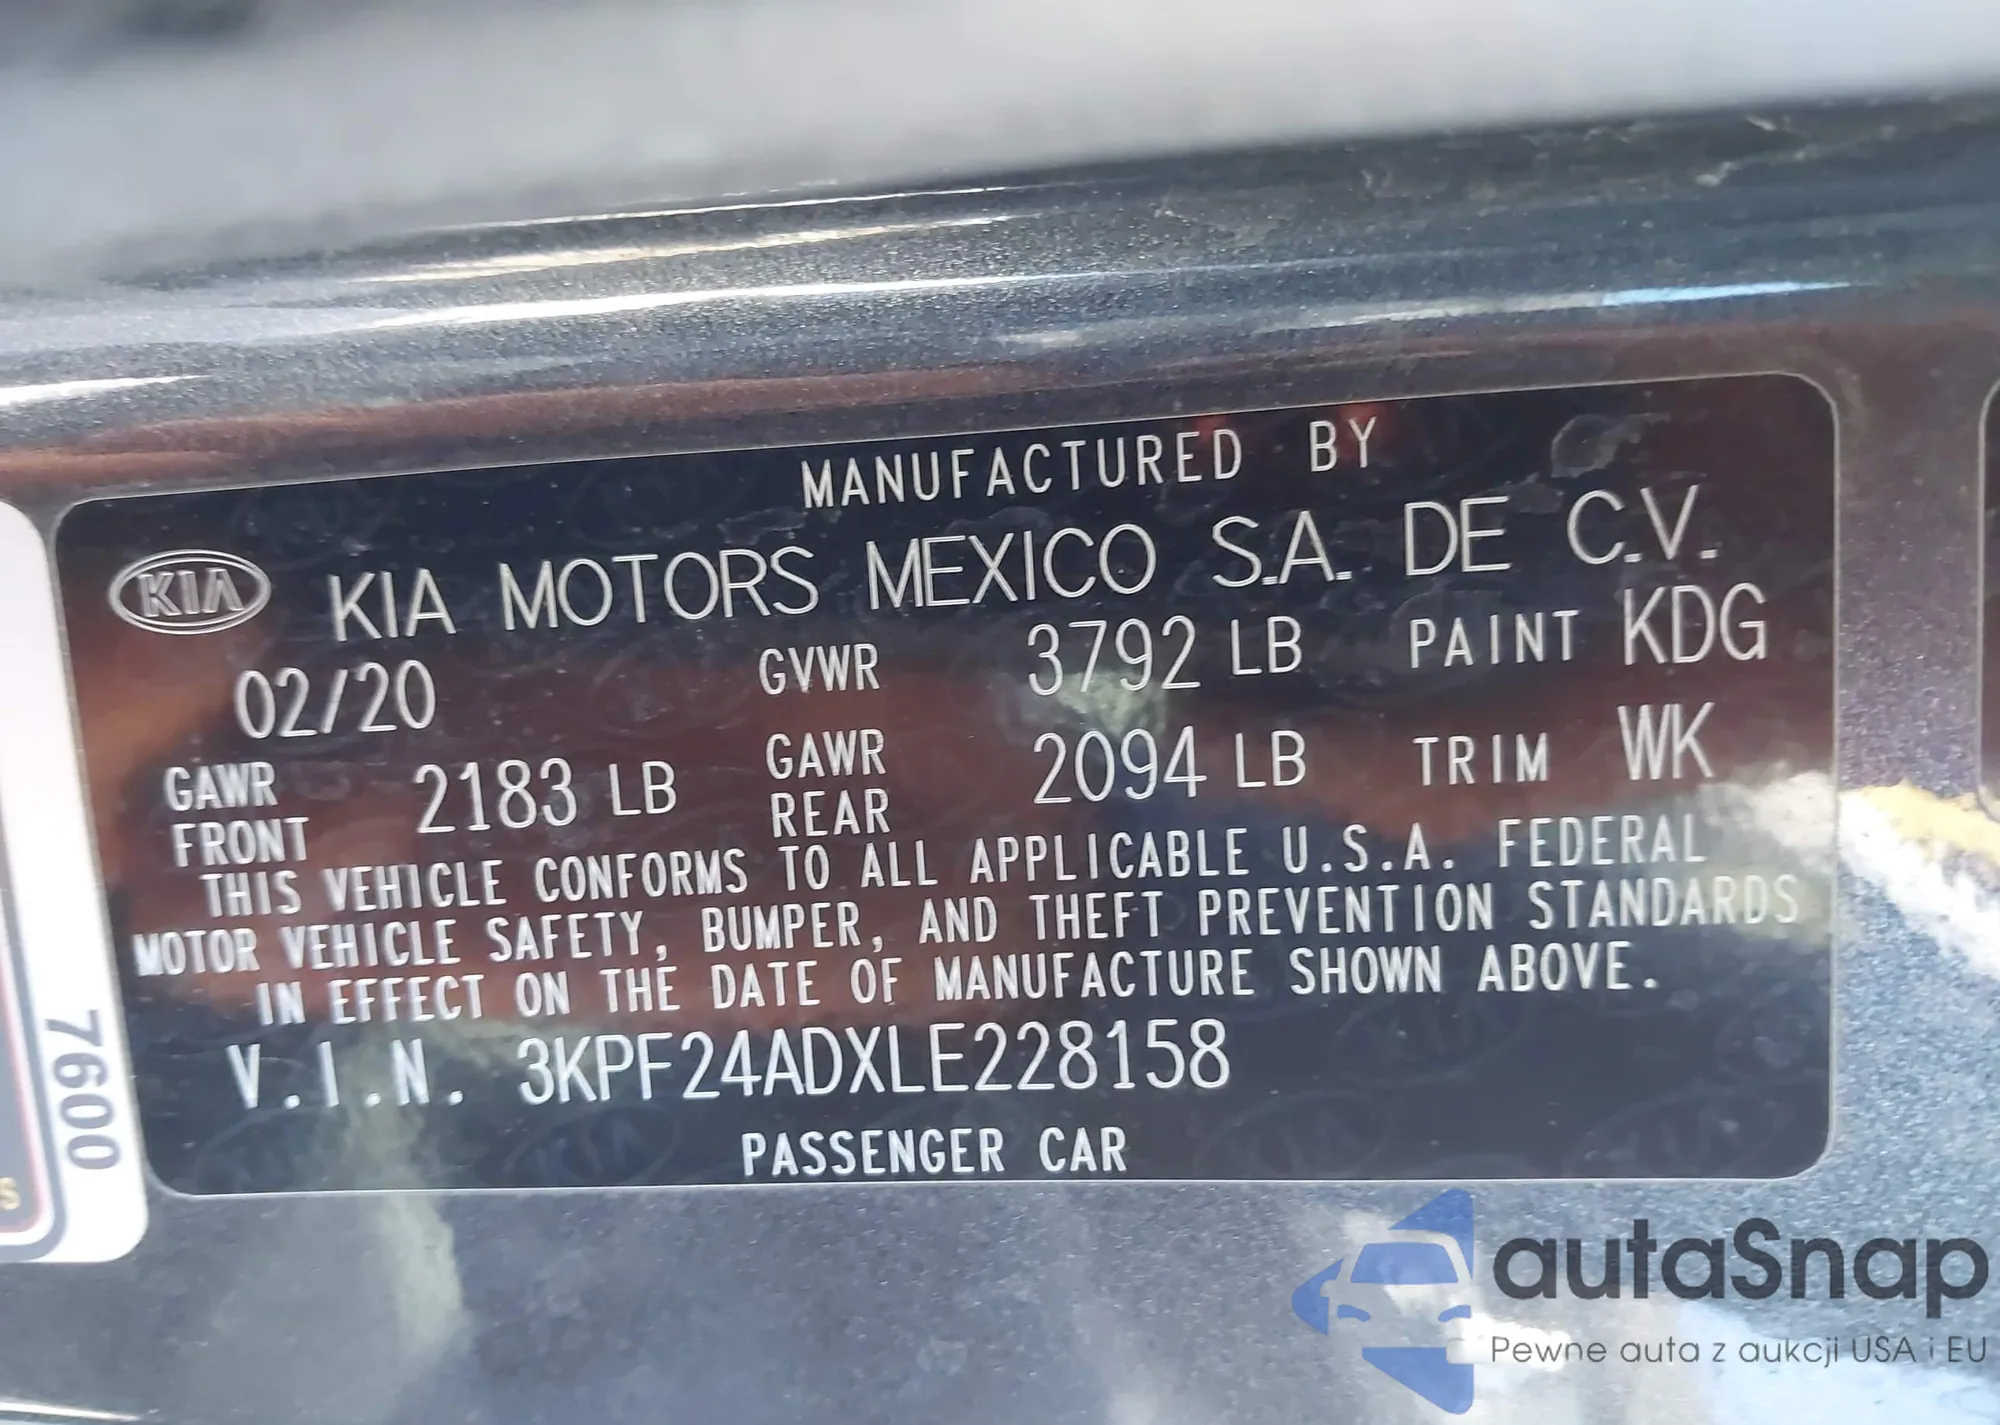 MANUFACTURED BY
KIA KIA MOTORS MEXICO S.A. DE C.V.
02/20 GVWR 3792 LB PAINT KDG
GAWR FRONT 2183 LB GAWR REAR 2094 LB TRIM WK
THIS VEHICLE CONFORMS TO ALL APPLICABLE U.S.A. FEDERAL
MOTOR VEHICLE SAFETY, BUMPER, AND THEFT PREVENTION STANDARDS
IN EFFECT ON THE DATE OF MANUFACTURE SHOWN ABOVE.
V.I.N. 3KPF24ADXLE228158
PASSENGER CAR
7600
S
autaSnap
Pewne auta z aukcji USA i EU